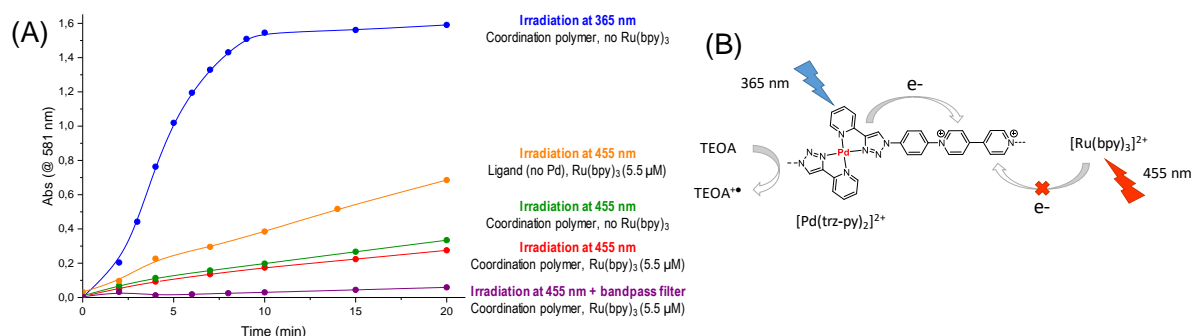 (A)
Abs (@ 581 nm)
1,6
1,4
1,2
1,0
0,8
0,6
0,4
0,2
0,0
0
5
10
15
20
Time (min)
Irradiation at 365 nm
Coordination polymer, no Ru(bpy)₃
Irradiation at 455 nm
Ligand (no Pd), Ru(bpy)₃ (5.5 µM)
Irradiation at 455 nm
Coordination polymer, no Ru(bpy)₃
Irradiation at 455 nm
Coordination polymer, Ru(bpy)₃ (5.5 µM)
Irradiation at 455 nm + bandpass filter
Coordination polymer, Ru(bpy)₃ (5.5 µM)
(B)
365 nm
e-
TEOA
TEOA⁺•
N
N
Pd
N
N
N
N
N
N
N
N
[Ru(bpy)₃]²⁺
455 nm
e-
[Pd(trz-py)₂]²⁺